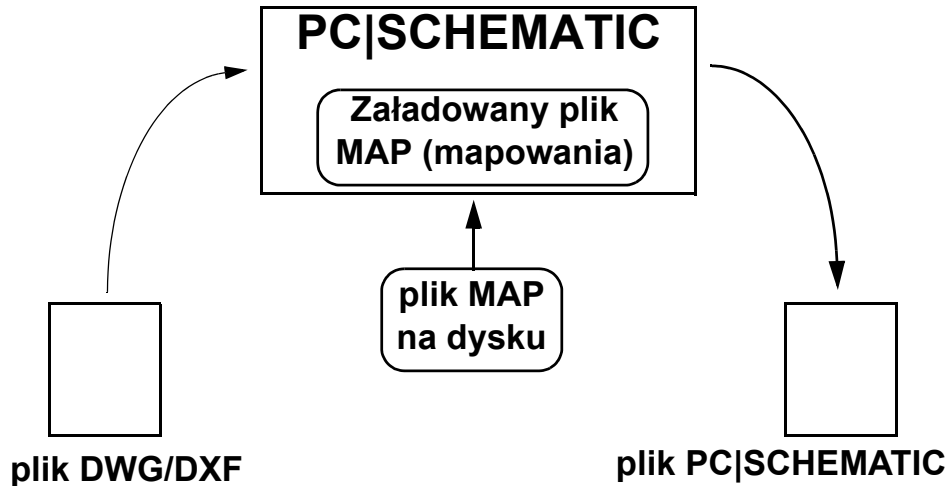 PC|SCHEMATIC
Załadowany plik
MAP (mapowania)
plik MAP
na dysku
plik DWG/DXF
plik PC|SCHEMATIC